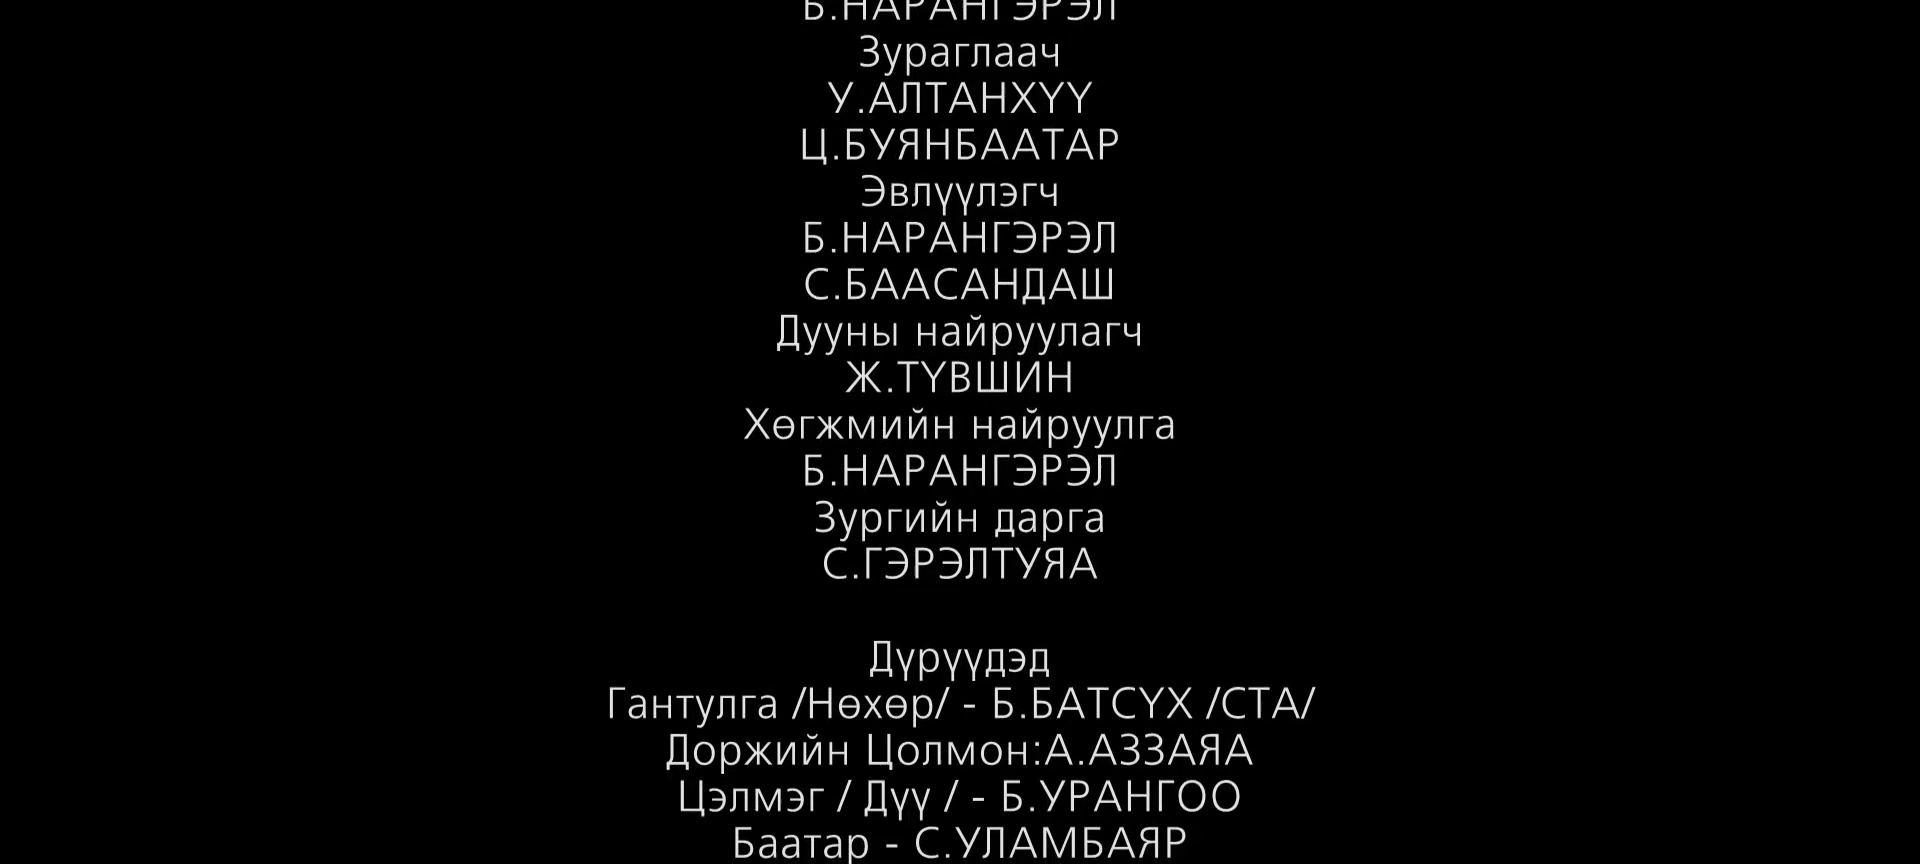 Б.НАРАНГЭРЭЛ
Зураглаач
У.АЛТАНХҮҮ
Ц.БУЯНБААТАР
Эвлүүлэгч
Б.НАРАНГЭРЭЛ
С.БААСАНДАШ
Дууны найруулагч
Ж.ТҮВШИН
Хөгжмийн найруулга
Б.НАРАНГЭРЭЛ
Зургийн дарга
С.ГЭРЭЛТУЯА
Дүрүүдэд
Гантулга /Нөхөр/ - Б.БАТСҮХ /СТА/
Доржийн Цолмон:А.АЗЗАЯА
Цэлмэг / Дүү / - Б.УРАНГОО
Баатар - С.УЛАМБАЯР